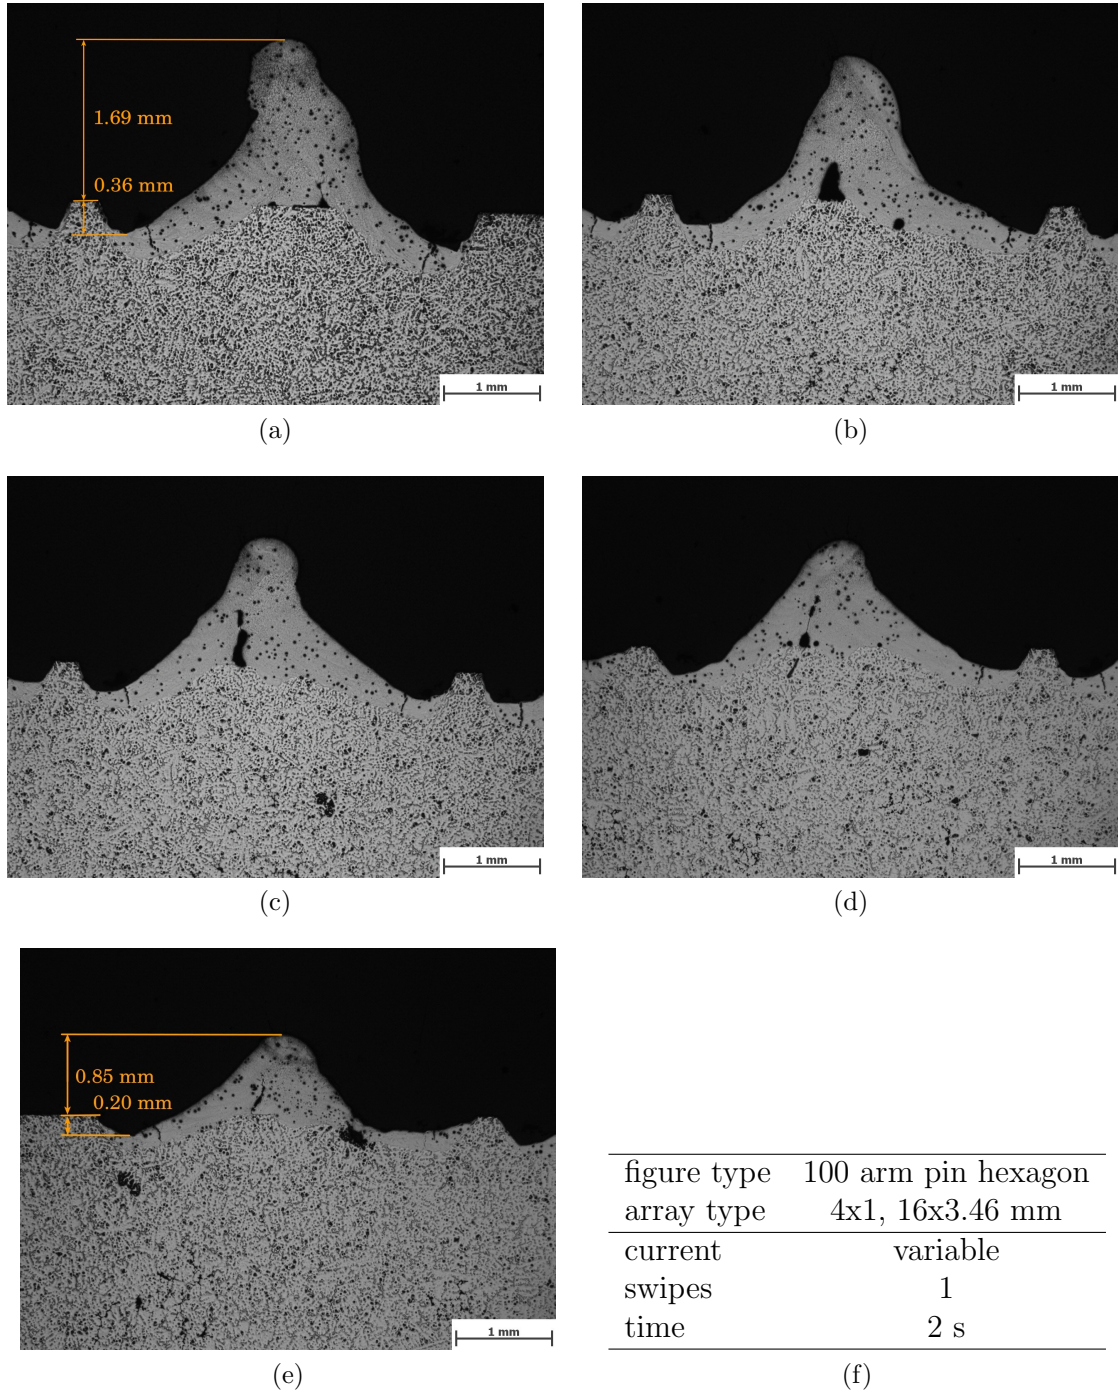 1.69 mm
0.36 mm
1 mm
1 mm
(a)
(b)
1 mm
1 mm
(c)
(d)
0.85 mm
0.20 mm
1 mm
figure type 100 arm pin hexagon
array type 4x1, 16x3.46 mm
current variable
swipes 1
time 2 s
(e)
(f)